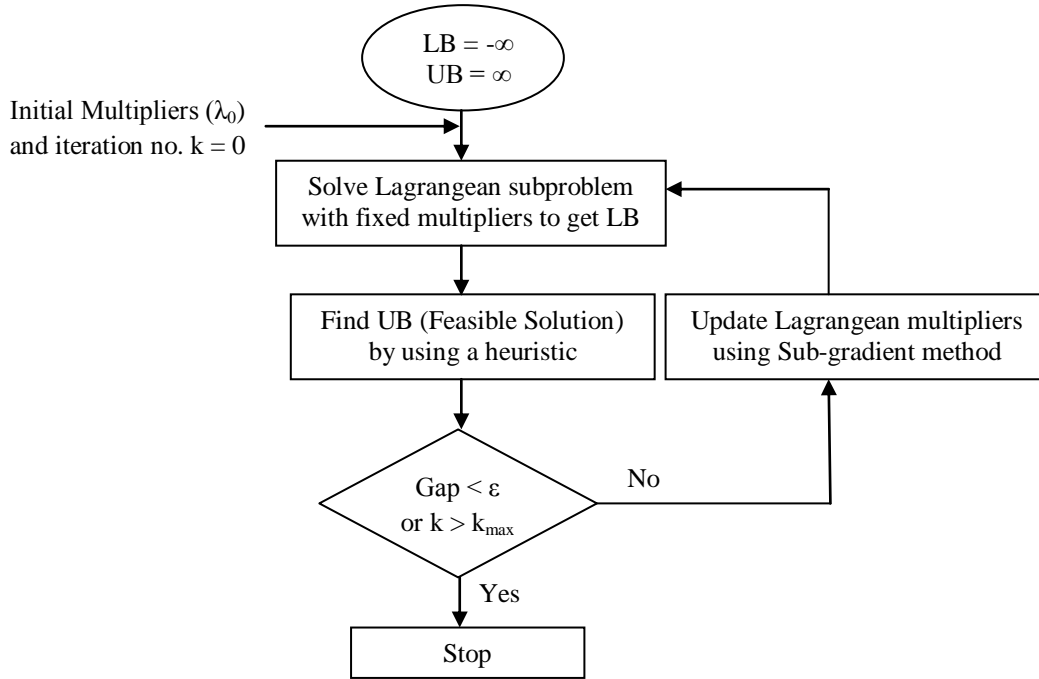 LB = -∞
UB = ∞
Initial Multipliers (λ₀)
and iteration no. k = 0
Solve Lagrangean subproblem
with fixed multipliers to get LB
Find UB (Feasible Solution)
by using a heuristic
Update Lagrangean multipliers
using Sub-gradient method
Gap < ε
or k > kmax
No
Yes
Stop